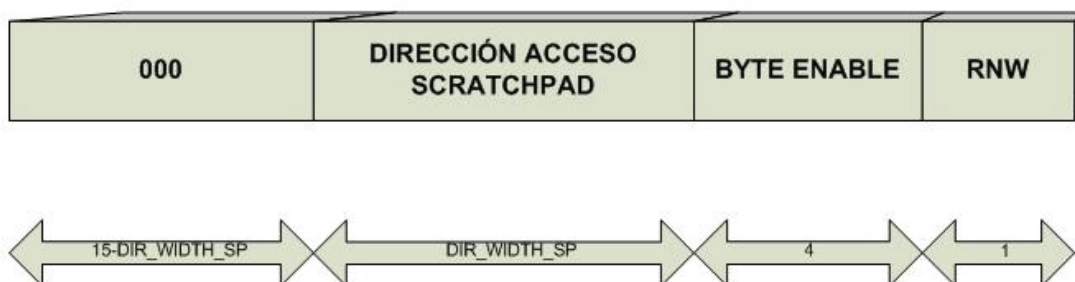 000
DIRECCIÓN ACCESO
SCRATCHPAD
BYTE ENABLE
RNW
15-DIR_WIDTH_SP
DIR_WIDTH_SP
4
1